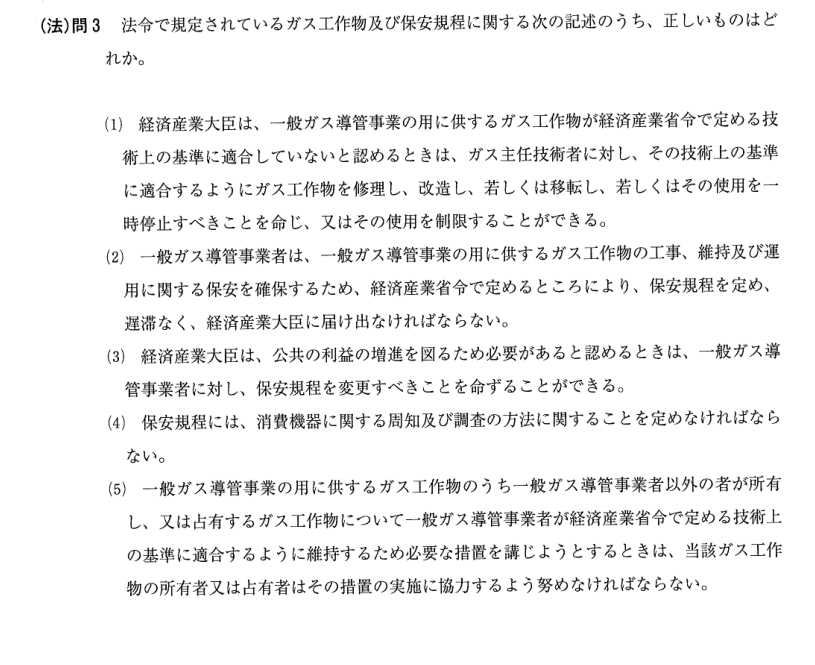 (法)問3　法令で規定されているガス工作物及び保安規程に関する次の記述のうち、正しいものはど
れか。
(1)　経済産業大臣は、一般ガス導管事業の用に供するガス工作物が経済産業省令で定める技
術上の基準に適合していないと認めるときは、ガス主任技術者に対し、その技術上の基準
に適合するようにガス工作物を修理し、改造し、若しくは移転し、若しくはその使用を一
時停止すべきことを命じ、又はその使用を制限することができる。
(2)　一般ガス導管事業者は、一般ガス導管事業の用に供するガス工作物の工事、維持及び運
用に関する保安を確保するため、経済産業省令で定めるところにより、保安規程を定め、
遅滞なく、経済産業大臣に届け出なければならない。
(3)　経済産業大臣は、公共の利益の増進を図るため必要があると認めるときは、一般ガス導
管事業者に対し、保安規程を変更すべきことを命ずることができる。
(4)　保安規程には、消費機器に関する周知及び調査の方法に関することを定めなければなら
ない。
(5)　一般ガス導管事業の用に供するガス工作物のうち一般ガス導管事業者以外の者が所有
し、又は占有するガス工作物について一般ガス導管事業者が経済産業省令で定める技術上
の基準に適合するように維持するため必要な措置を講じようとするときは、当該ガス工作
物の所有者又は占有者はその措置の実施に協力するよう努めなければならない。